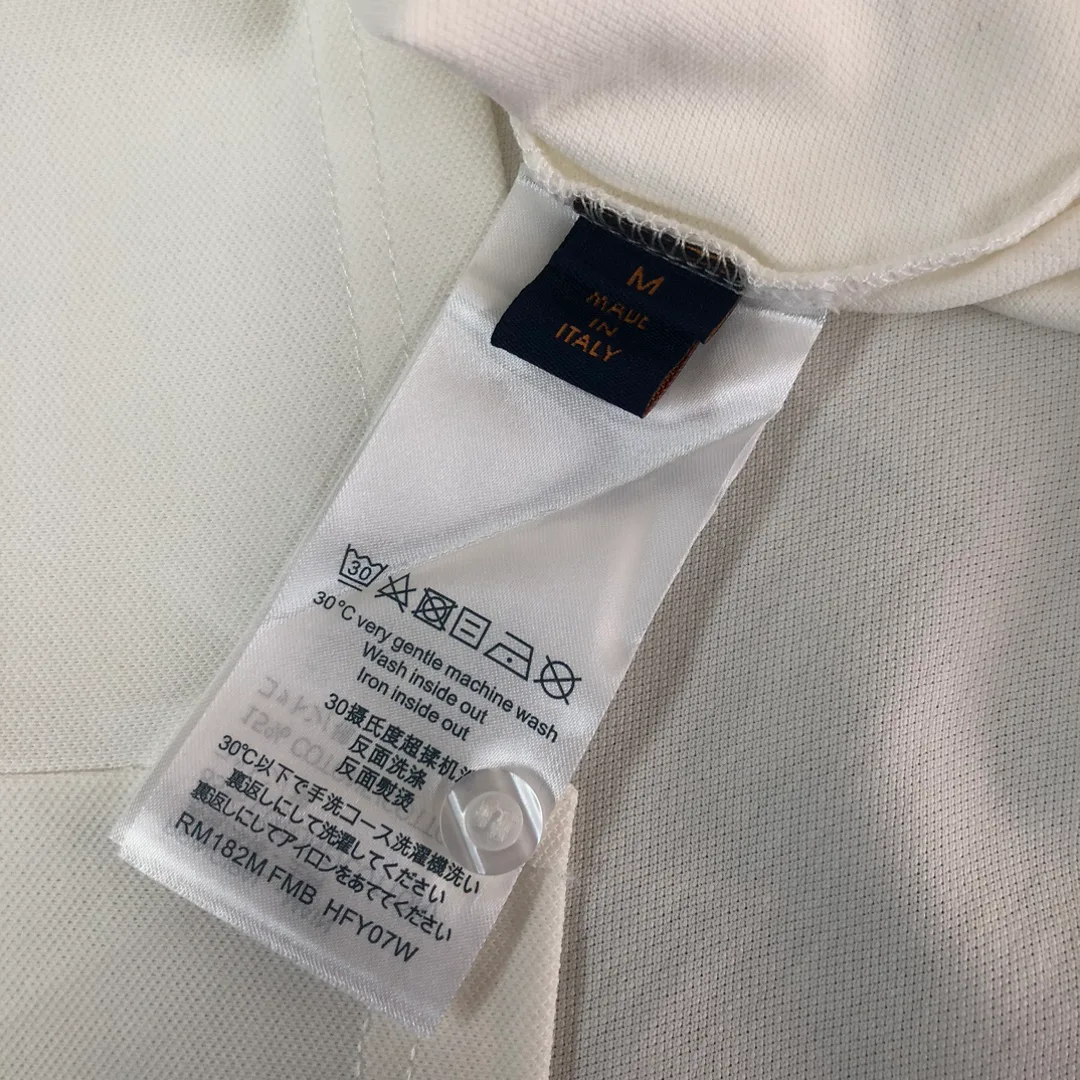 M
MADE
IN
ITALY
30
30°C very gentle machine wash
Wash inside out
Iron inside out
30摄氏度超揉机洗
反面洗涤
反面熨烫
30℃以下で手洗コース洗濯機洗い
裏返しにして洗濯してください
裏返しにしてアイロンをあててください
RM182M FMB HFY07W